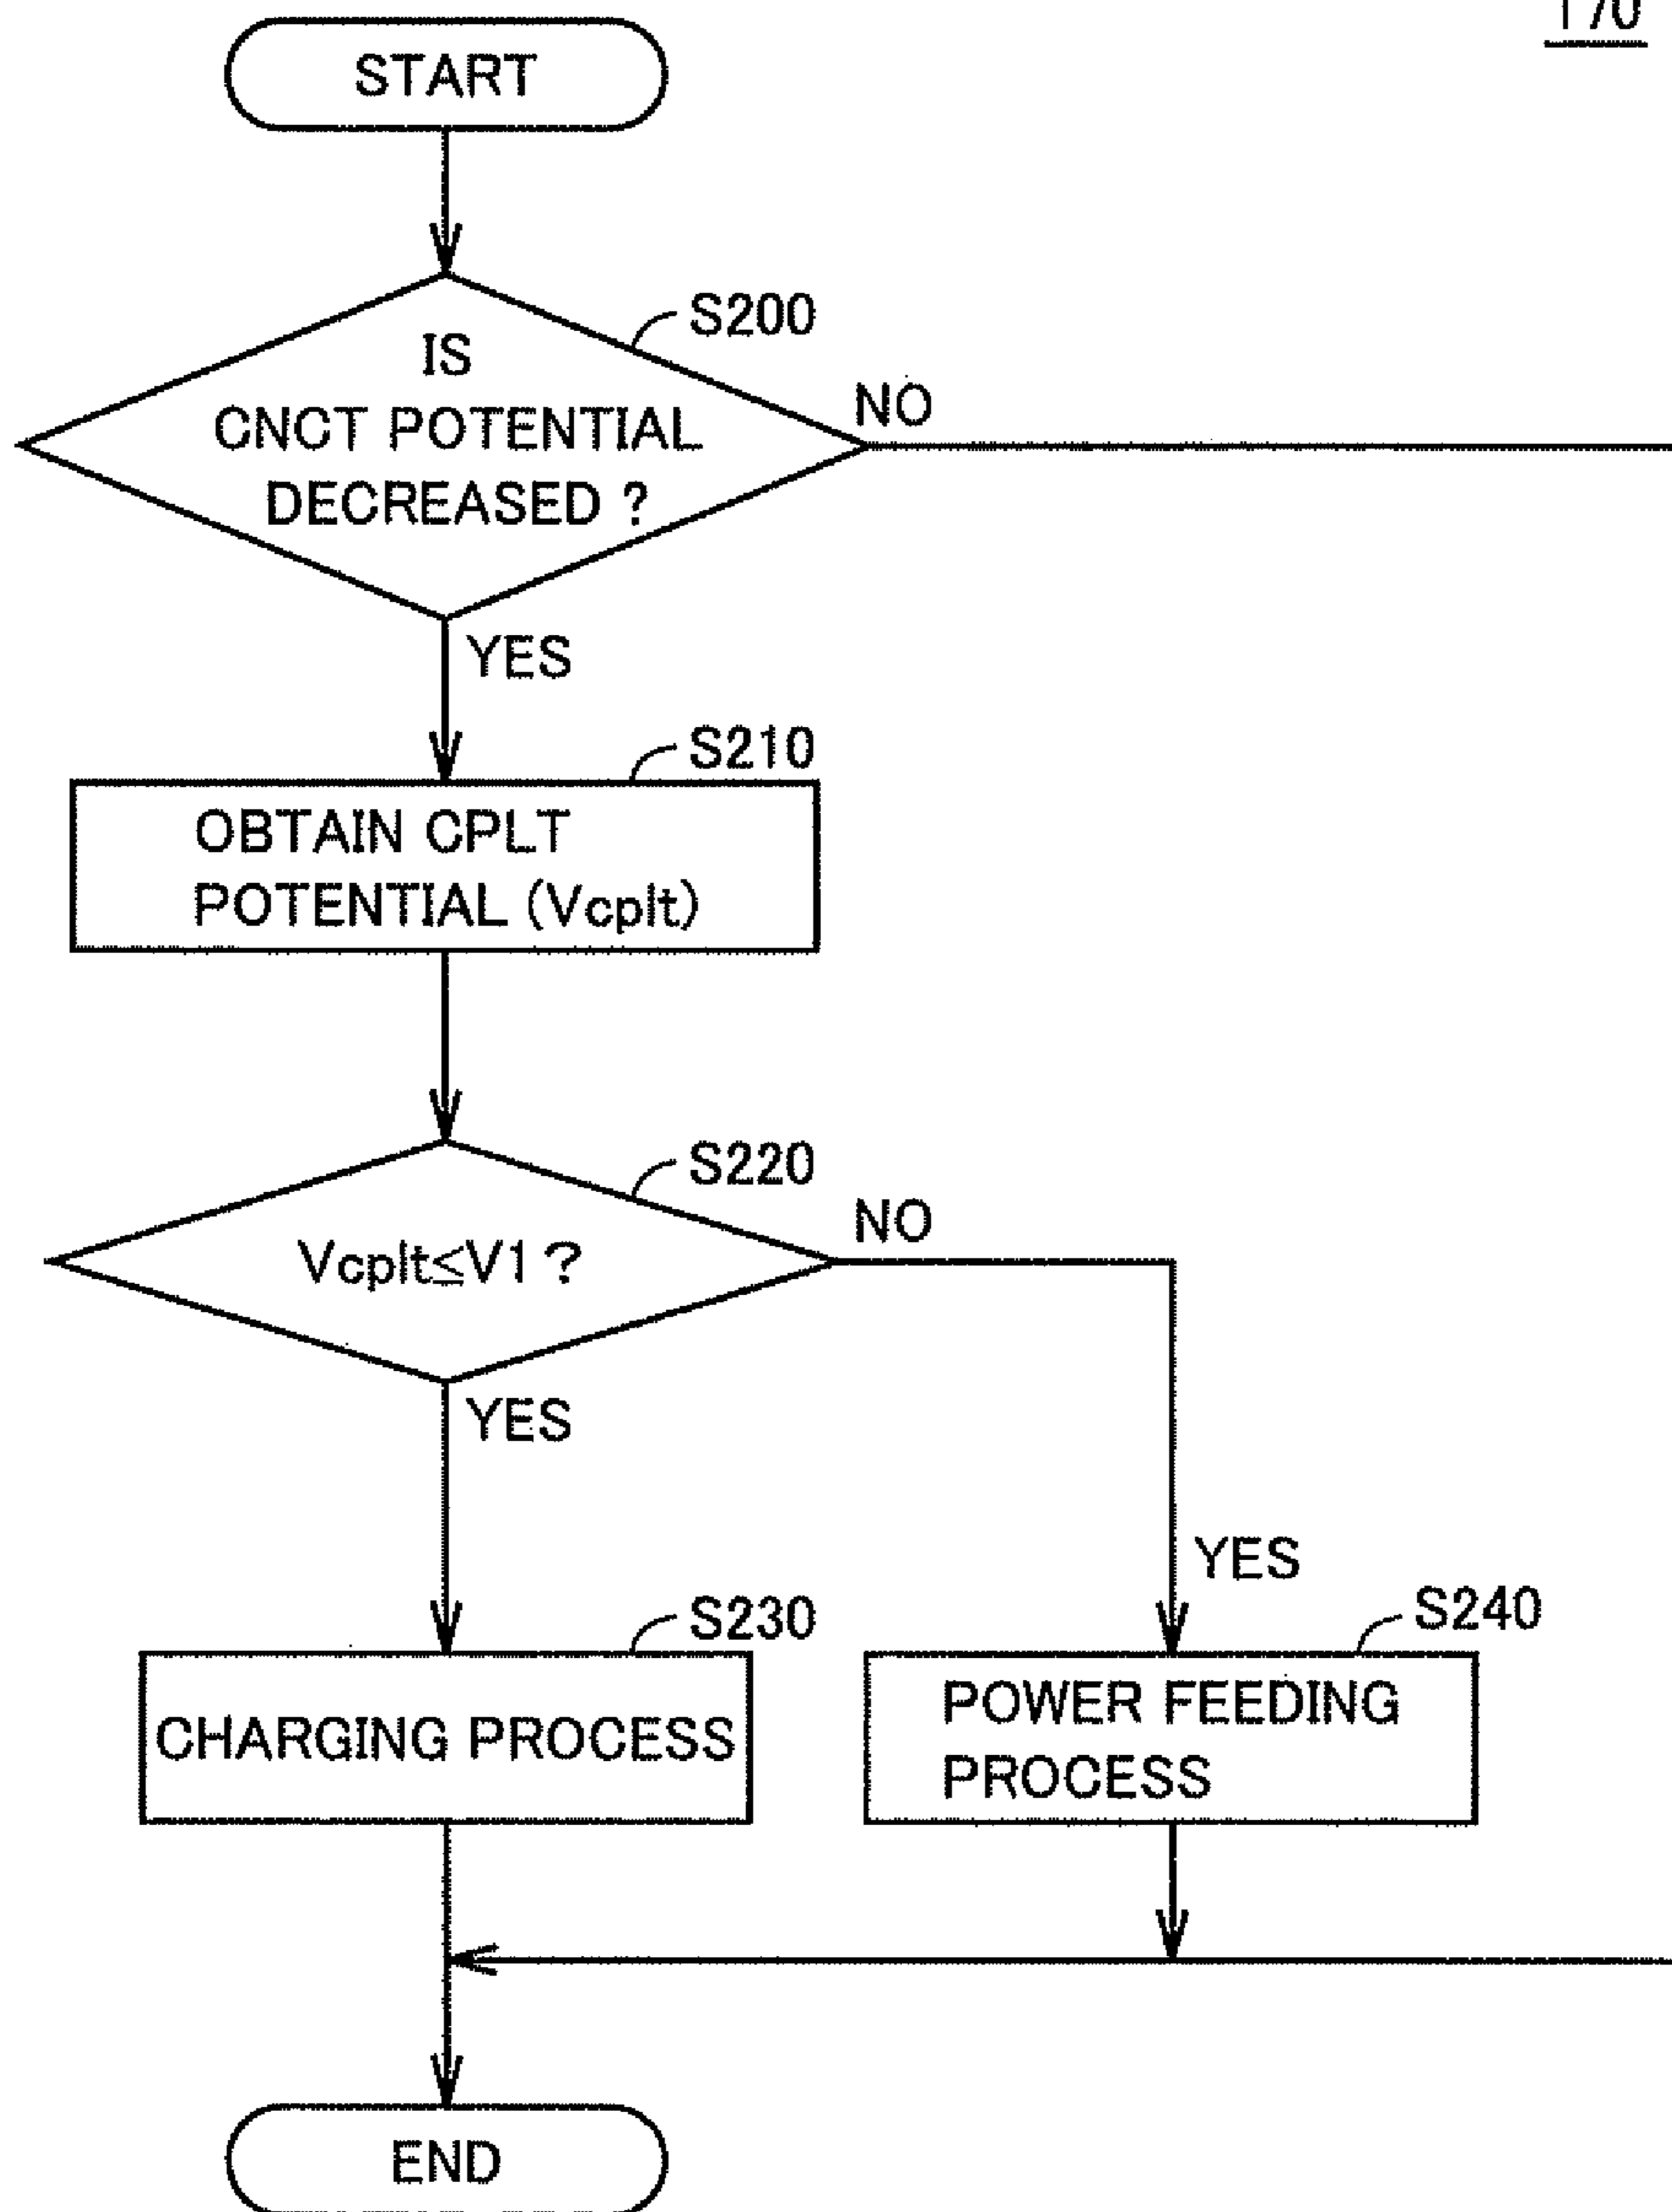 170
START
S200
IS
CNCT POTENTIAL
DECREASED ?
NO
YES
S210
OBTAIN CPLT
POTENTIAL (Vcplt)
S220
Vcplt≤V1 ?
NO
YES
YES
S230
S240
CHARGING PROCESS
POWER FEEDING
PROCESS
END